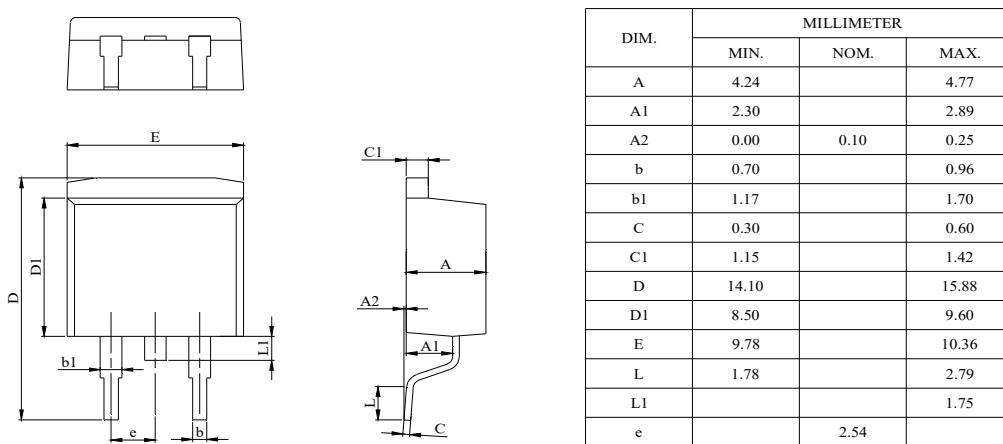 E
D
D1
b1
L1
e
b
C1
A
A2
A1
L
C
DIM. MILLIMETER
MIN. NOM. MAX.
A 4.24 4.77
A1 2.30 2.89
A2 0.00 0.10 0.25
b 0.70 0.96
b1 1.17 1.70
C 0.30 0.60
C1 1.15 1.42
D 14.10 15.88
D1 8.50 9.60
E 9.78 10.36
L 1.78 2.79
L1 1.75
e 2.54